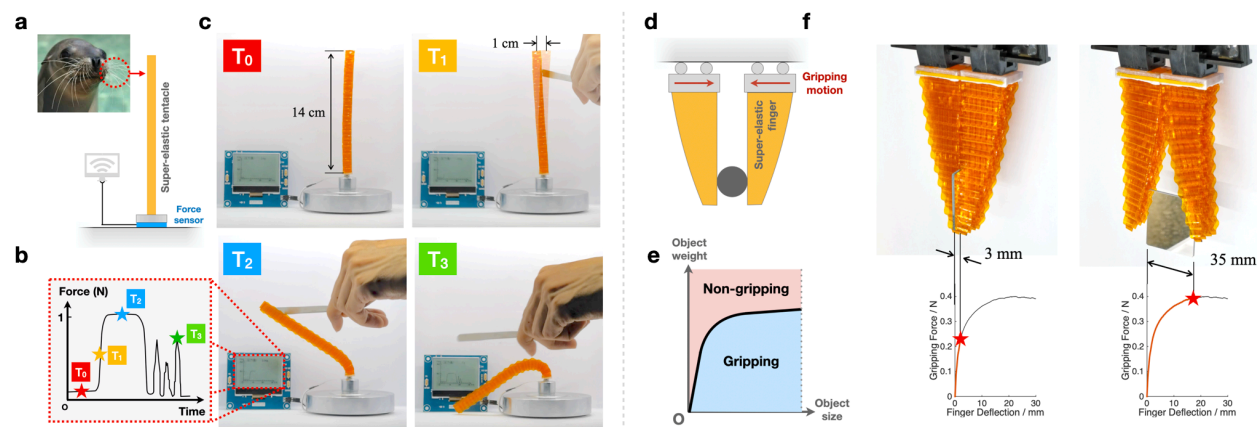 a
Super-elastic tentacle
Force
sensor
b
Force (N)
1
T2
T1
T3
T0
O
Time
c
T0
14 cm
T1
1 cm
T2
T3
d
Gripping
motion
Super-elastic
finger
e
Object
weight
Non-gripping
Gripping
O
Object
size
f
3 mm
35 mm
Gripping Force / N
0.4
0.3
0.2
0.1
0
0
10
20
30
Finger Deflection / mm
Gripping Force / N
0.4
0.3
0.2
0.1
0
0
10
20
30
Finger Deflection / mm